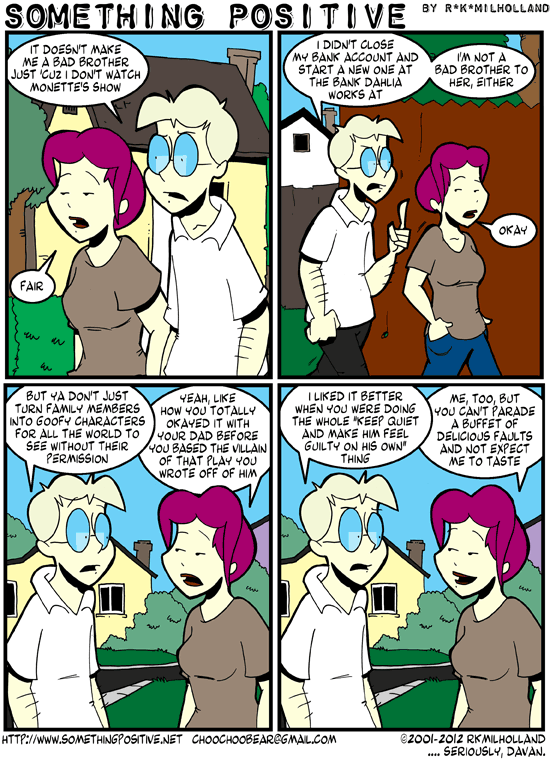 SOMETHING POSITIVE BY R*K*MILHOLLAND
IT DOESN'T MAKE
ME A BAD BROTHER
JUST 'CUZ I DON'T WATCH
MONETTE'S SHOW
FAIR
I DIDN'T CLOSE
MY BANK ACCOUNT AND
START A NEW ONE AT
THE BANK DAHLIA
WORKS AT
I'M NOT A
BAD BROTHER TO
HER, EITHER
OKAY
BUT YA DON'T JUST
TURN FAMILY MEMBERS
INTO GOOFY CHARACTERS
FOR ALL THE WORLD TO
SEE WITHOUT THEIR
PERMISSION
YEAH, LIKE
HOW YOU TOTALLY
OKAYED IT WITH
YOUR DAD BEFORE
YOU BASED THE VILLAIN
OF THAT PLAY YOU
WROTE OFF OF HIM
I LIKED IT BETTER
WHEN YOU WERE DOING
THE WHOLE "KEEP QUIET
AND MAKE HIM FEEL
GUILTY ON HIS OWN"
THING
ME, TOO, BUT
YOU CAN'T PARADE
A BUFFET OF
DELICIOUS FAULTS
AND NOT EXPECT
ME TO TASTE
HTTP://WWW.SOMETHINGPOSITIVE.NET CHOOCHOOBEAR@GMAIL.COM ©2001-2012 RKMILHOLLAND
.... SERIOUSLY, DAVAN.